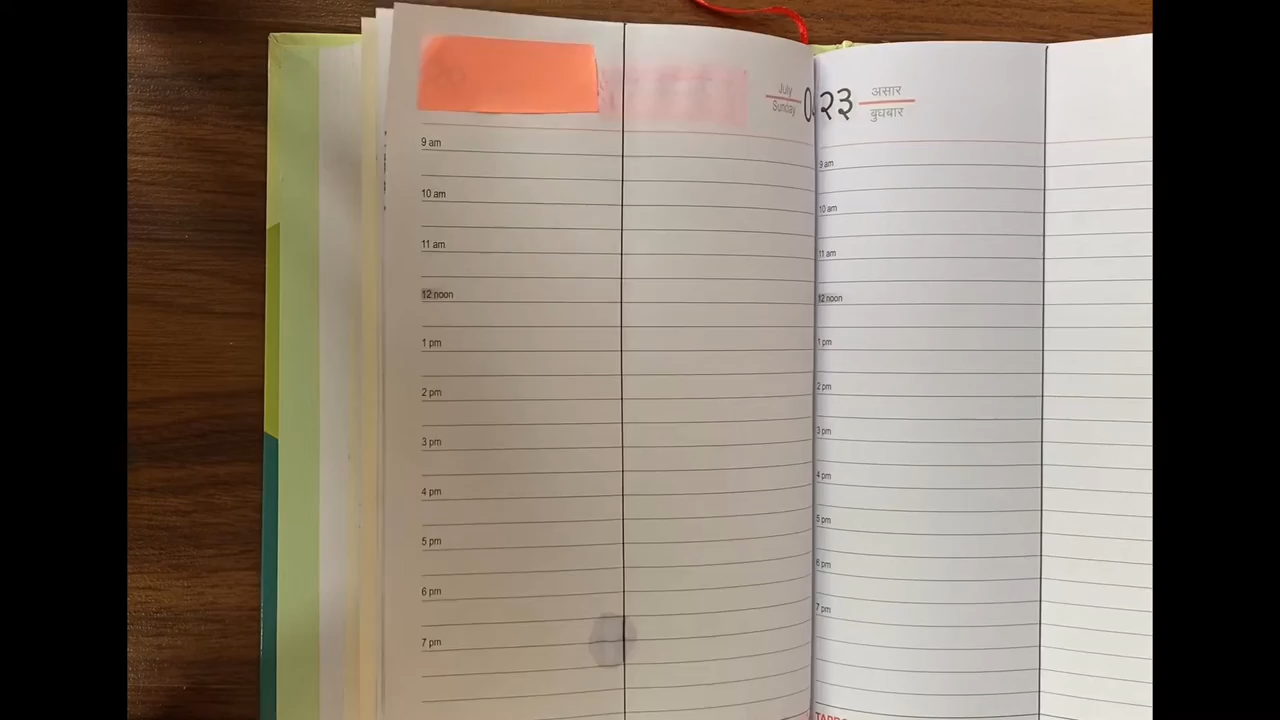 July
Sunday
9 am
10 am
11 am
12 noon
1 pm
2 pm
3 pm
4 pm
5 pm
6 pm
7 pm
२३
असार
बुधबार
9 am
10 am
11 am
12 noon
1 pm
2 pm
3 pm
4 pm
5 pm
6 pm
7 pm